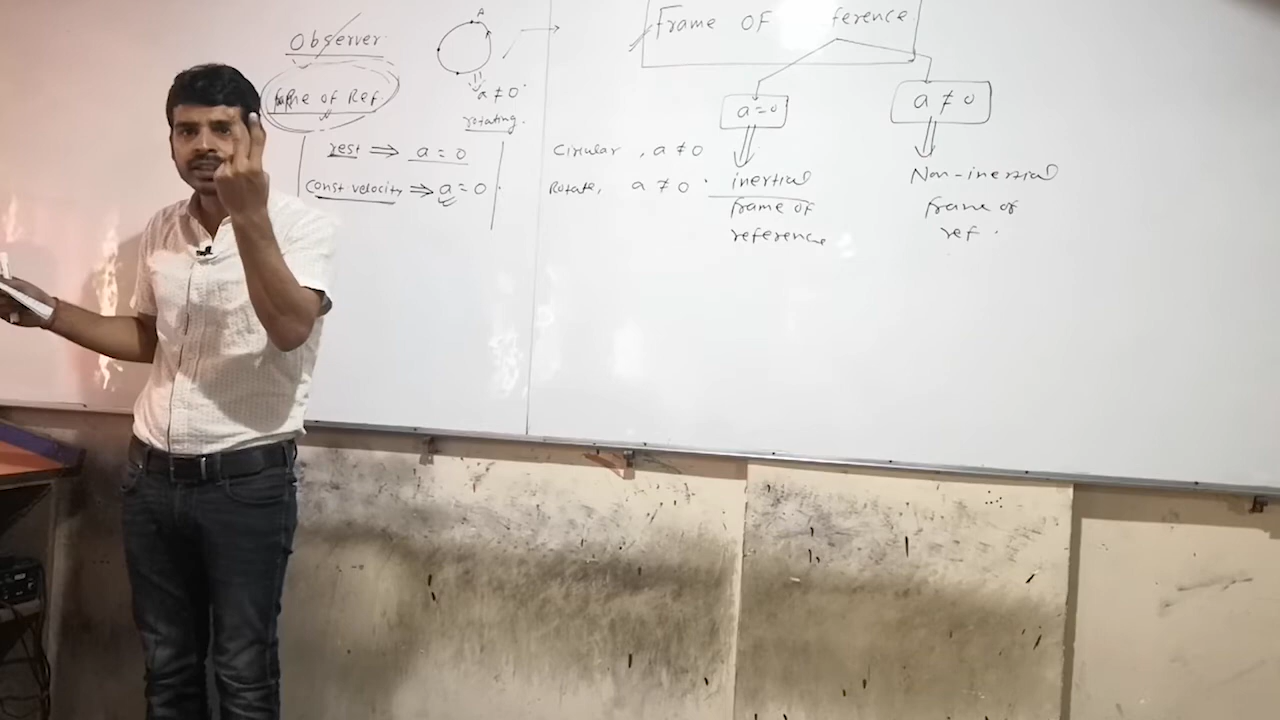 Observer
of Ref.
rest ⇒ a = 0
Const. velocity ⇒ a = 0
A
a ≠ 0
rotating.
Circular , a ≠ 0
Rotate, a ≠ 0
Frame of
a = 0
inertial
frame of
reference
a ≠ 0
Non-inertial
frame of
ref.